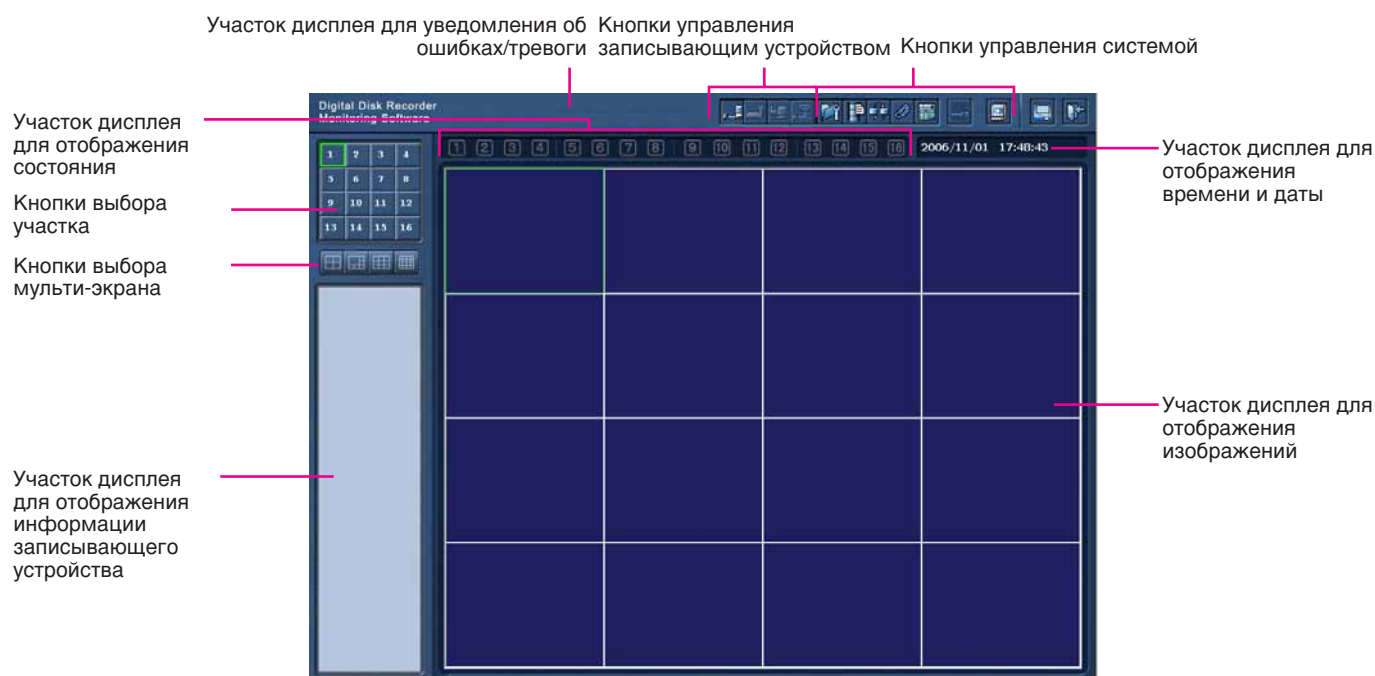 Участок дисплея для уведомления об
ошибках/тревоги
Кнопки управления
записывающим устройством
Кнопки управления системой
Digital Disk Recorder
Monitoring Software
Участок дисплея
для отображения
состояния
1 2 3 4 5 6 7 8 9 10 11 12 13 14 15 16
2006/11/01 17:48:43
Участок дисплея для
отображения
времени и даты
1 2 3 4
5 6 7 8
9 10 11 12
13 14 15 16
Кнопки выбора
участка
Кнопки выбора
мульти-экрана
Участок дисплея для
отображения
изображений
Участок дисплея
для отображения
информации
записывающего
устройства